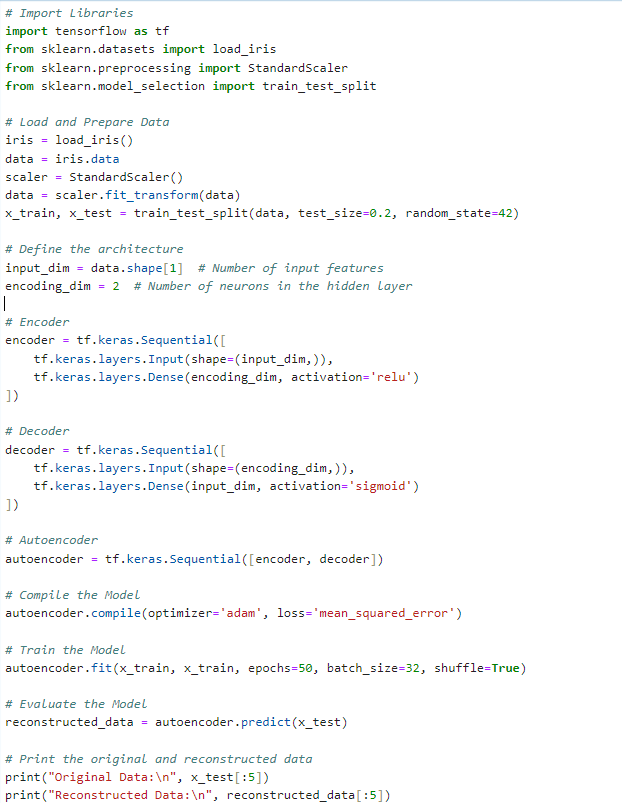 # Import Libraries
import tensorflow as tf
from sklearn.datasets import load_iris
from sklearn.preprocessing import StandardScaler
from sklearn.model_selection import train_test_split

# Load and Prepare Data
iris = load_iris()
data = iris.data
scaler = StandardScaler()
data = scaler.fit_transform(data)
x_train, x_test = train_test_split(data, test_size=0.2, random_state=42)

# Define the architecture
input_dim = data.shape[1]  # Number of input features
encoding_dim = 2  # Number of neurons in the hidden layer

# Encoder
encoder = tf.keras.Sequential([
    tf.keras.layers.Input(shape=(input_dim,)),
    tf.keras.layers.Dense(encoding_dim, activation='relu')
])

# Decoder
decoder = tf.keras.Sequential([
    tf.keras.layers.Input(shape=(encoding_dim,)),
    tf.keras.layers.Dense(input_dim, activation='sigmoid')
])

# Autoencoder
autoencoder = tf.keras.Sequential([encoder, decoder])

# Compile the Model
autoencoder.compile(optimizer='adam', loss='mean_squared_error')

# Train the Model
autoencoder.fit(x_train, x_train, epochs=50, batch_size=32, shuffle=True)

# Evaluate the Model
reconstructed_data = autoencoder.predict(x_test)

# Print the original and reconstructed data
print("Original Data:\n", x_test[:5])
print("Reconstructed Data:\n", reconstructed_data[:5])